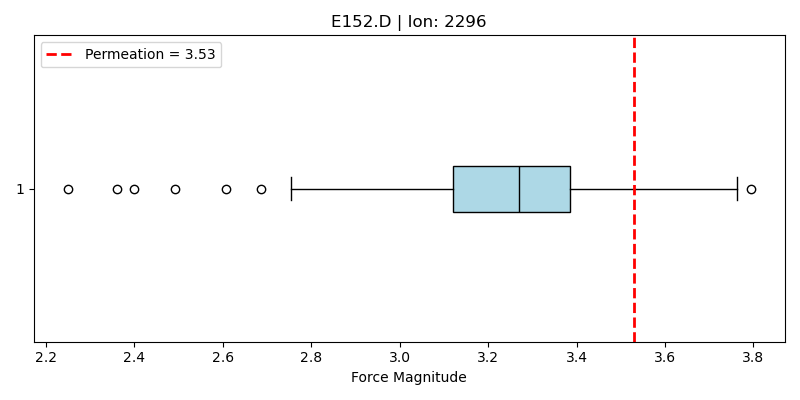 E152.D | Ion: 2296
Permeation = 3.53
1
2.2 2.4 2.6 2.8 3.0 3.2 3.4 3.6 3.8
Force Magnitude